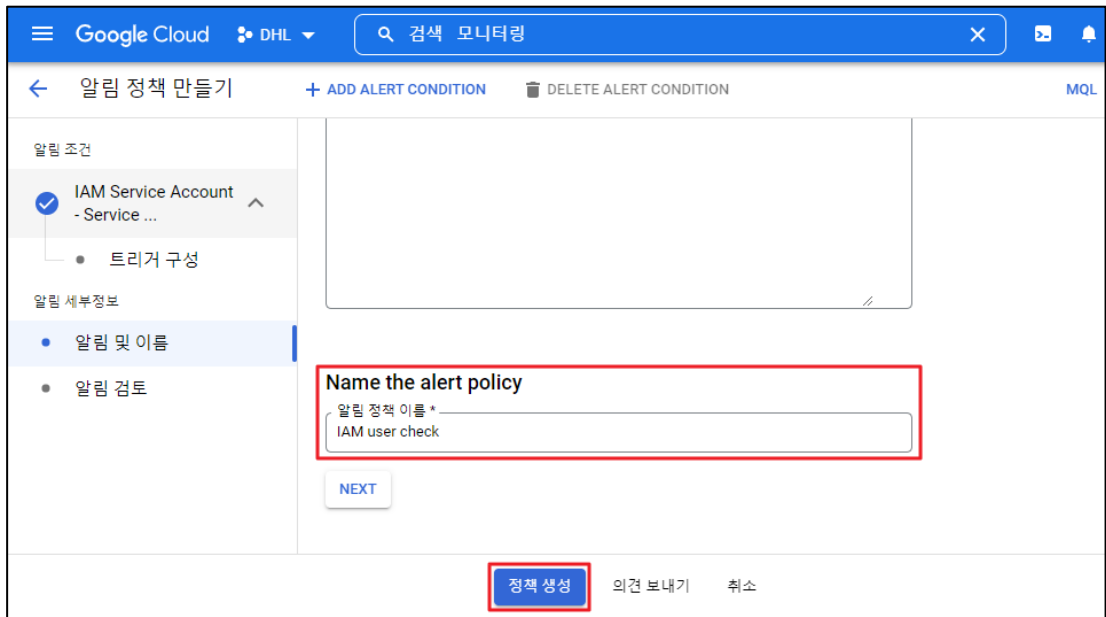 Google Cloud
DHL
검색 모니터링
알림 정책 만들기
ADD ALERT CONDITION
DELETE ALERT CONDITION
MQL
알림 조건
IAM Service Account
- Service ...
트리거 구성
알림 세부정보
알림 및 이름
알림 검토
Name the alert policy
알림 정책 이름 *
IAM user check
NEXT
정책 생성
의견 보내기
취소